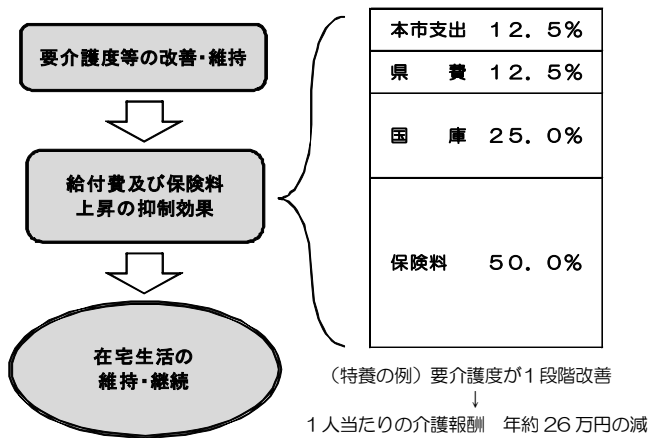 要介護度等の改善・維持
給付費及び保険料
上昇の抑制効果
在宅生活の
維持・継続
本市支出 １２．５％
県　費 １２．５％
国　庫 ２５．０％
保険料 ５０．０％
（特養の例）要介護度が１段階改善
↓
１人当たりの介護報酬　年約 26 万円の減